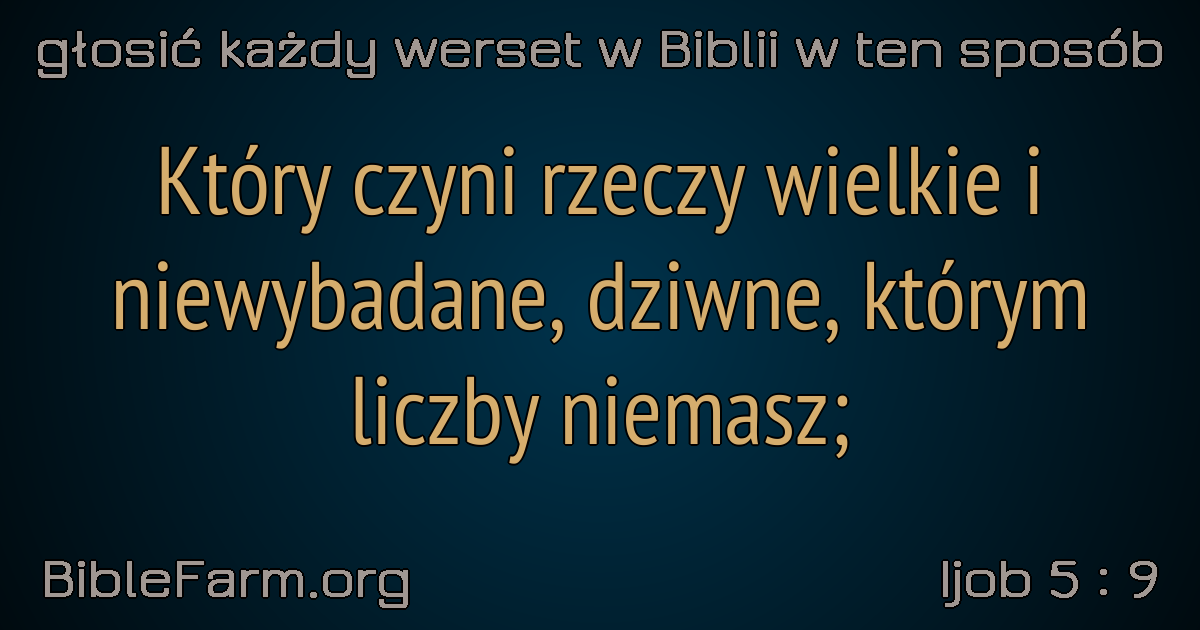 głosić każdy werset w Biblii w ten sposób
Który czyni rzeczy wielkie i
niewybadane, dziwne, którym
liczby niemasz;
BibleFarm.org
Ijob 5 : 9